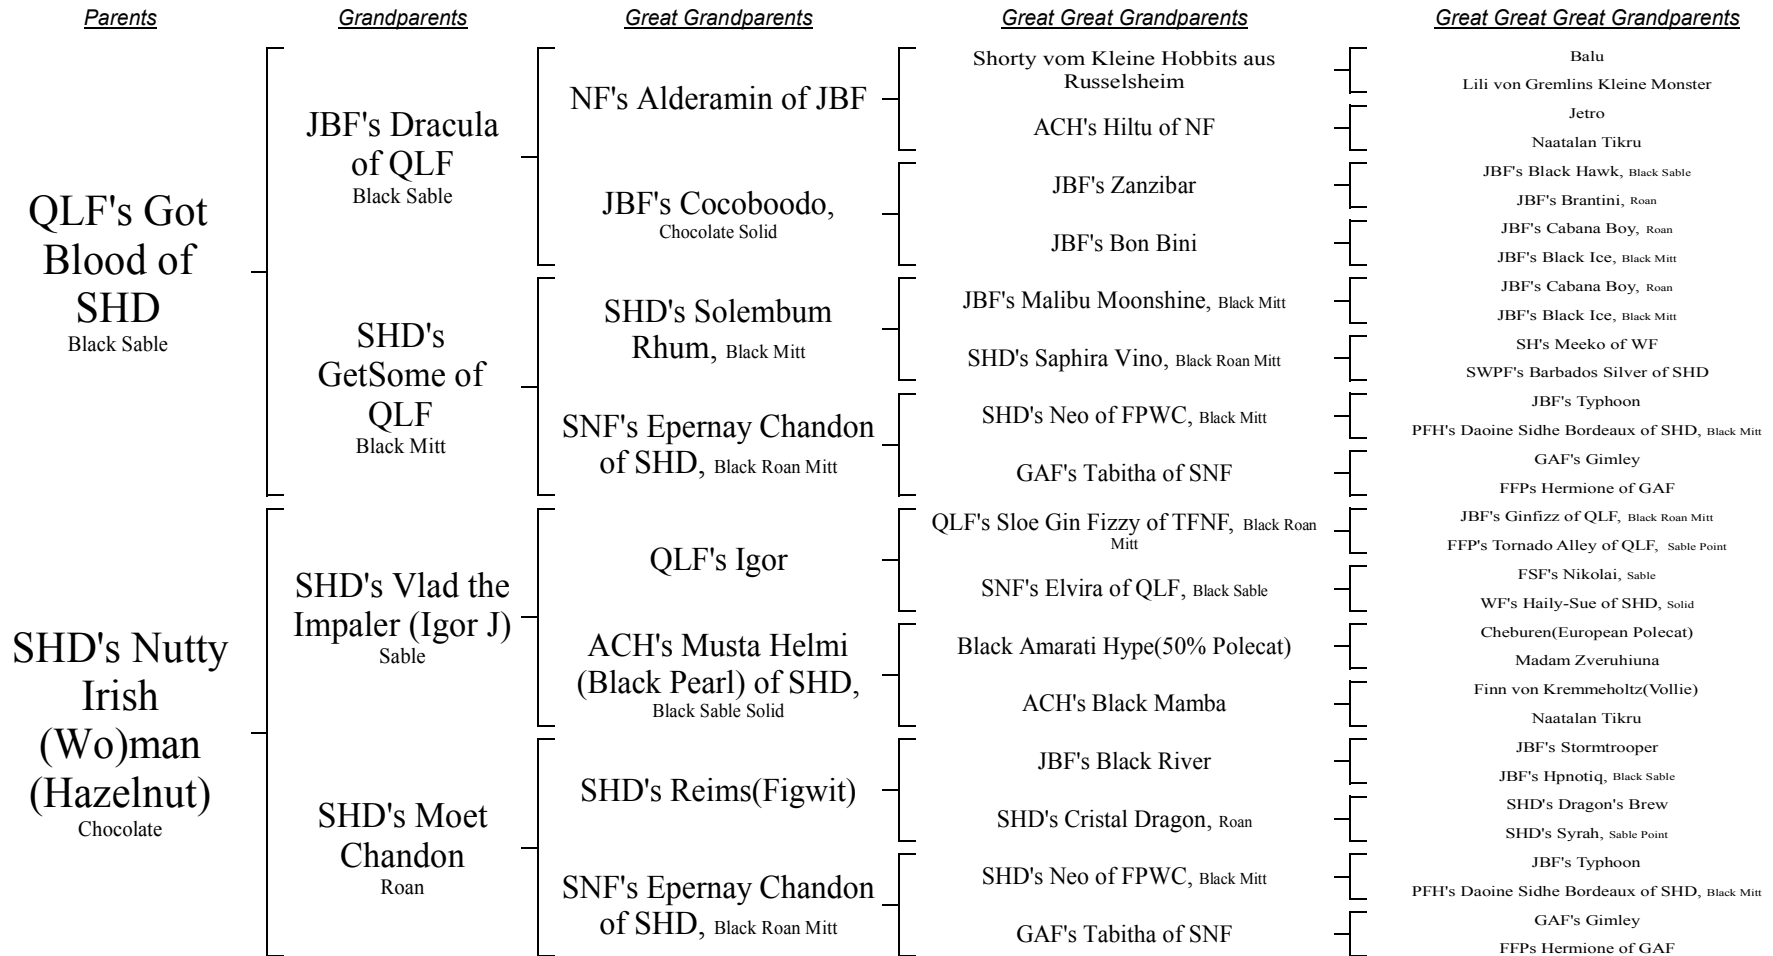 Parents
Grandparents
Great Grandparents
Great Great Grandparents
Great Great Great Grandparents
QLF's Got
Blood of
SHD
Black Sable
SHD's Nutty
Irish
(Wo)man
(Hazelnut)
Chocolate
JBF's Dracula
of QLF
Black Sable
SHD's
GetSome of
QLF
Black Mitt
SHD's Vlad the
Impaler (Igor J)
Sable
SHD's Moet
Chandon
Roan
NF's Alderamin of JBF
JBF's Cocoboodo,
Chocolate Solid
SHD's Solembum
Rhum, Black Mitt
SNF's Epernay Chandon
of SHD, Black Roan Mitt
QLF's Igor
ACH's Musta Helmi
(Black Pearl) of SHD,
Black Sable Solid
SHD's Reims(Figwit)
SNF's Epernay Chandon
of SHD, Black Roan Mitt
Shorty vom Kleine Hobbits aus
Russelsheim
ACH's Hiltu of NF
JBF's Zanzibar
JBF's Bon Bini
JBF's Malibu Moonshine, Black Mitt
SHD's Saphira Vino, Black Roan Mitt
SHD's Neo of FPWC, Black Mitt
GAF's Tabitha of SNF
QLF's Sloe Gin Fizzy of TFNF, Black Roan
Mitt
SNF's Elvira of QLF, Black Sable
Black Amarati Hype(50% Polecat)
ACH's Black Mamba
JBF's Black River
SHD's Cristal Dragon, Roan
SHD's Neo of FPWC, Black Mitt
GAF's Tabitha of SNF
Balu
Lili von Gremlins Kleine Monster
Jetro
Naatalan Tikru
JBF's Black Hawk, Black Sable
JBF's Brantini, Roan
JBF's Cabana Boy, Roan
JBF's Black Ice, Black Mitt
JBF's Cabana Boy, Roan
JBF's Black Ice, Black Mitt
SH's Meeko of WF
SWPF's Barbados Silver of SHD
JBF's Typhoon
PFH's Daoine Sidhe Bordeaux of SHD, Black Mitt
GAF's Gimley
FFPs Hermione of GAF
JBF's Ginfizz of QLF, Black Roan Mitt
FFP's Tornado Alley of QLF, Sable Point
FSF's Nikolai, Sable
WF's Haily-Sue of SHD, Solid
Cheburen(European Polecat)
Madam Zveruhiuna
Finn von Kremmeholtz(Vollie)
Naatalan Tikru
JBF's Stormtrooper
JBF's Hpnotiq, Black Sable
SHD's Dragon's Brew
SHD's Syrah, Sable Point
JBF's Typhoon
PFH's Daoine Sidhe Bordeaux of SHD, Black Mitt
GAF's Gimley
FFPs Hermione of GAF